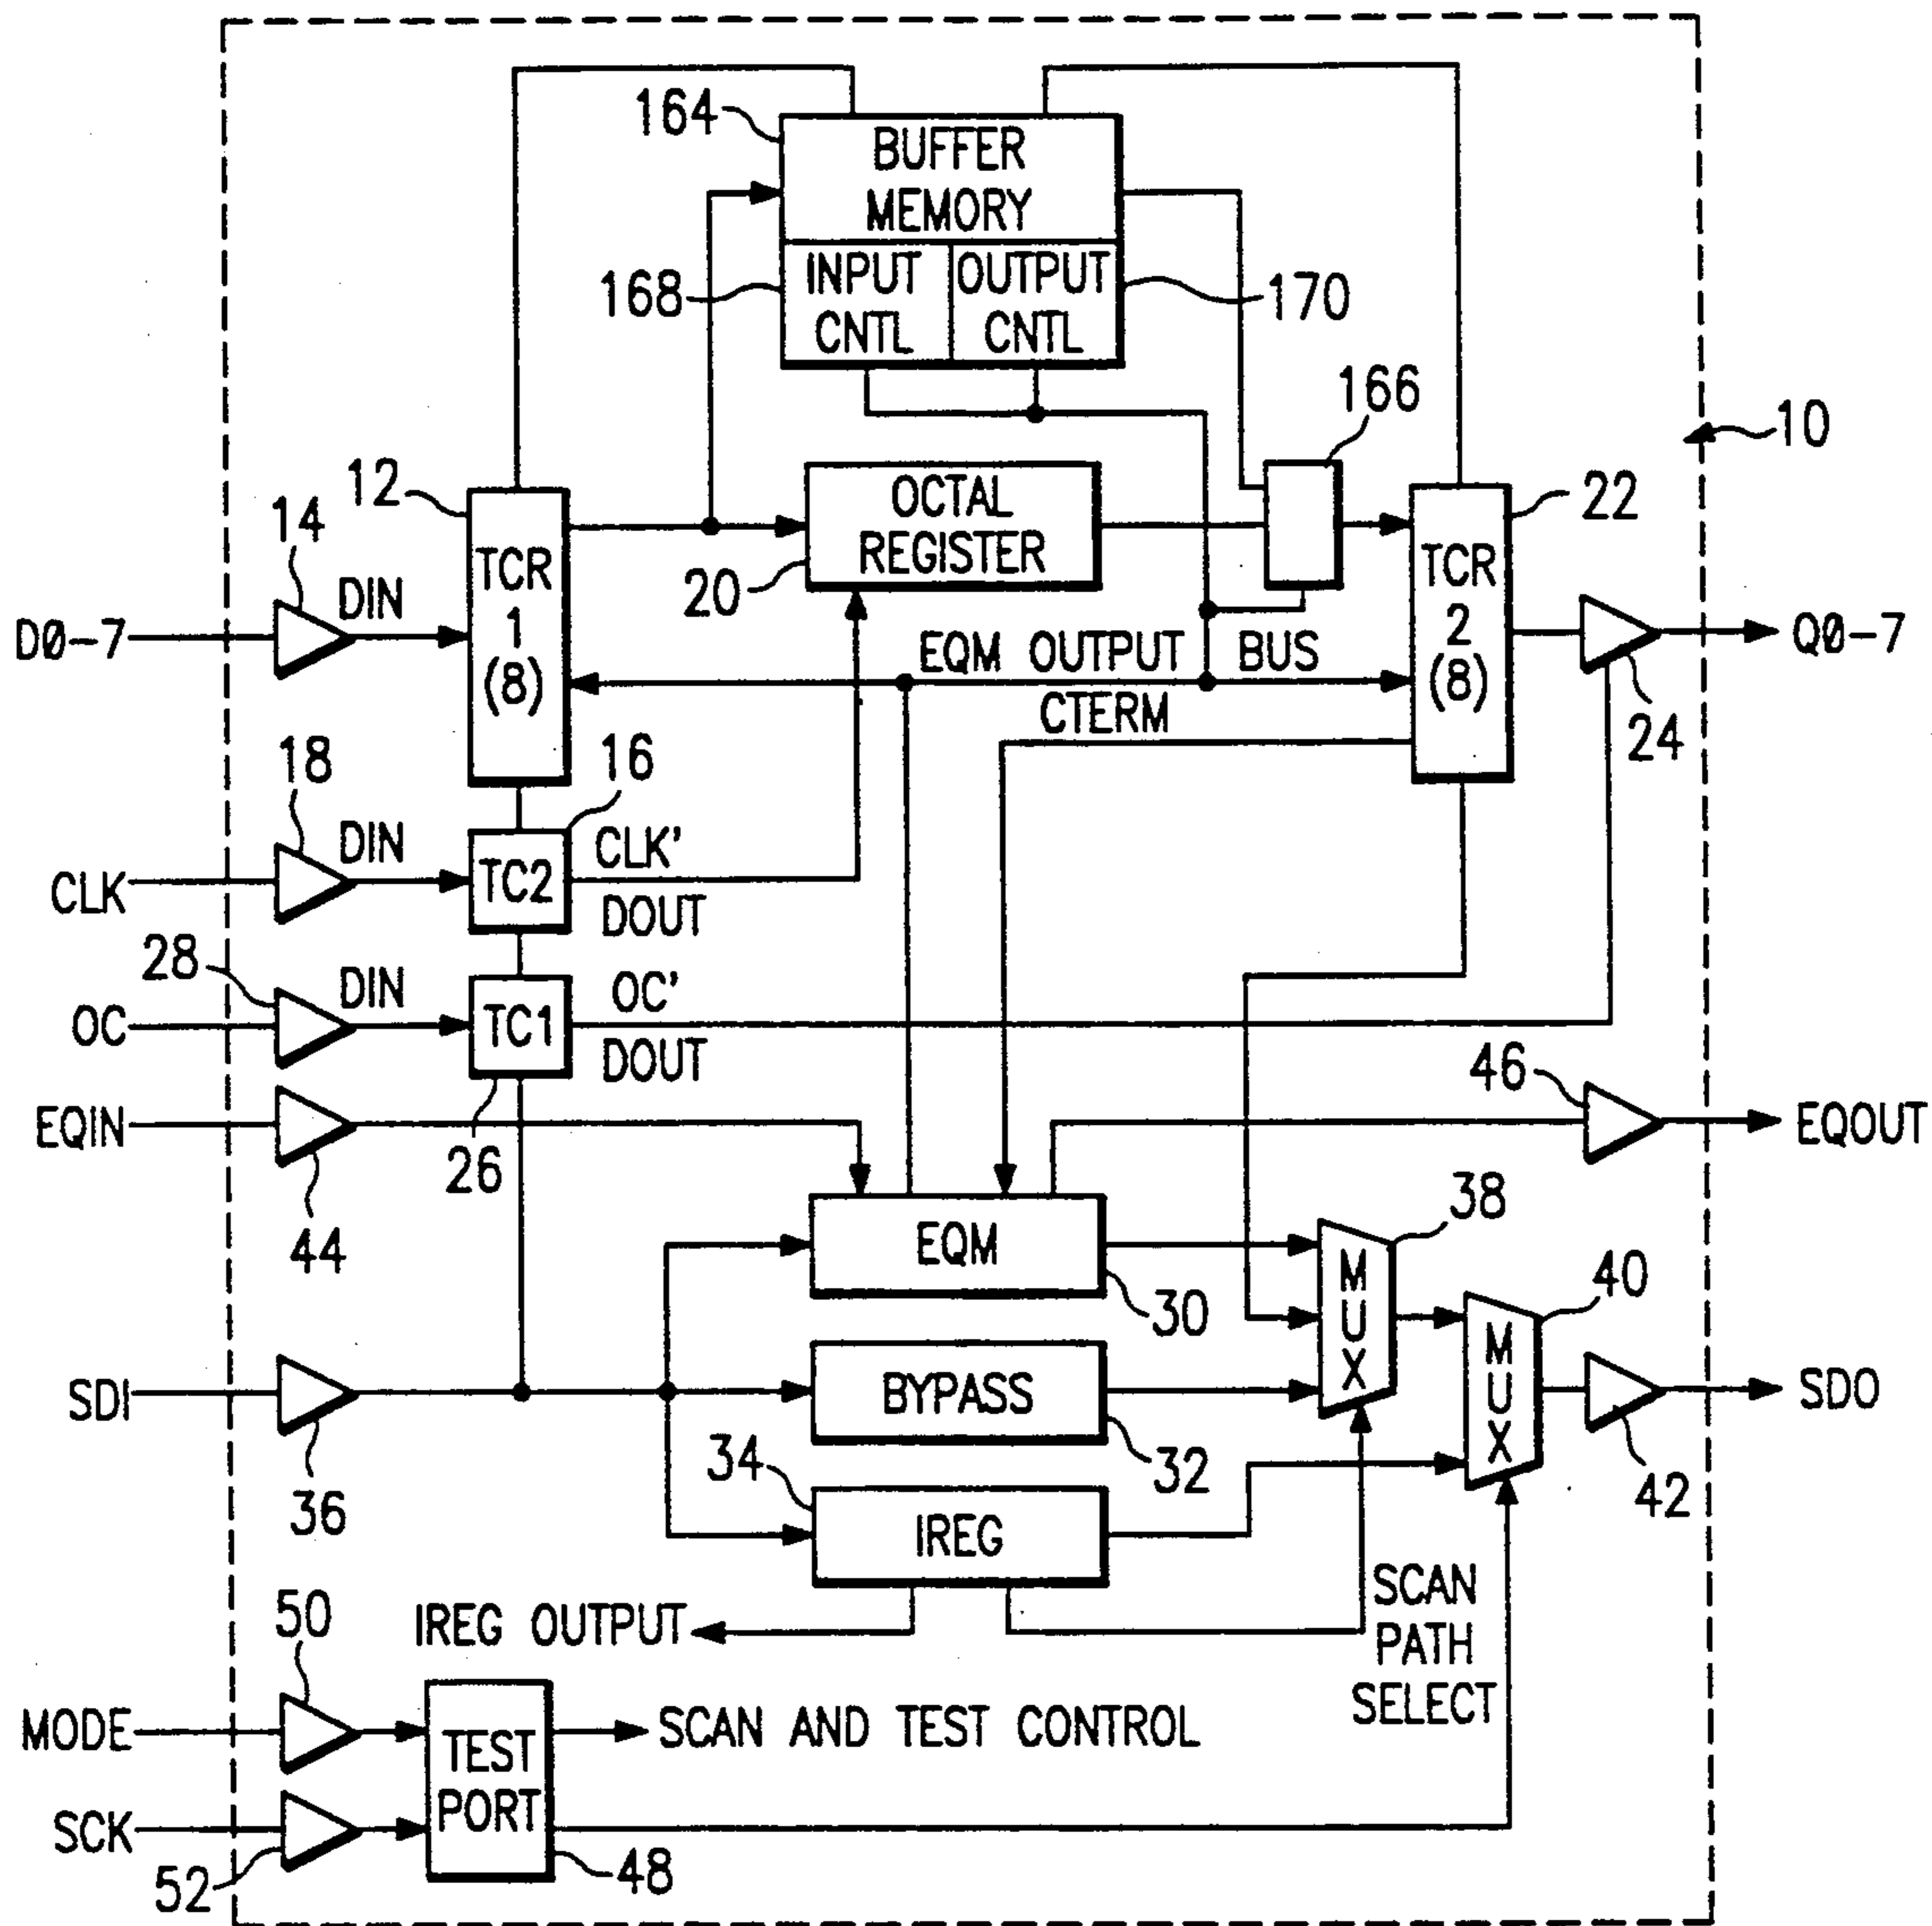 164
BUFFER
MEMORY
168
INPUT
CNTL
OUTPUT
CNTL
170
166
10
12
14
DIN
D0-7
TCR
1
(8)
OCTAL
REGISTER
20
22
TCR
2
(8)
Q0-7
24
EQM OUTPUT BUS
CTERM
18
DIN
CLK
16
TC2
CLK'
DOUT
28
DIN
OC
TC1
OC'
DOUT
26
EQIN
44
46
EQOUT
EQM
30
38
MUX
40
MUX
SDI
36
BYPASS
32
SDO
42
34
IREG
IREG OUTPUT
SCAN
PATH
SELECT
50
MODE
TEST
PORT
SCAN AND TEST CONTROL
SCK
52
48